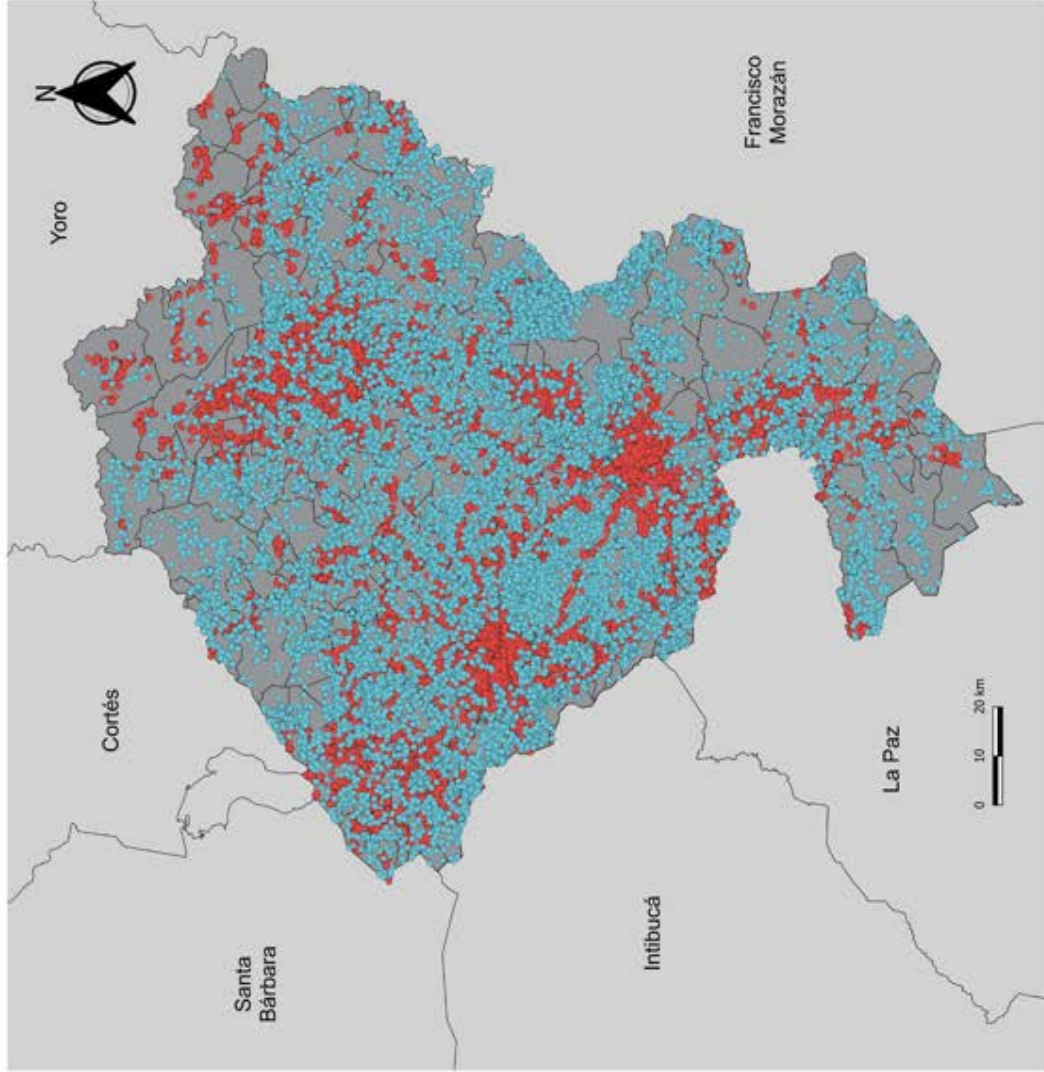 N
Yoro
Cortés
Santa
Bárbara
Francisco
Morazán
Intibucá
La Paz
0 10 20 km